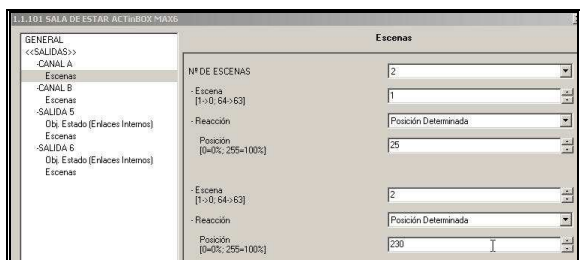 1.1.101 SALA DE ESTAR ACTinBOX MAX6
GENERAL
<<SALIDAS>>
-CANAL A
Escenas
-CANAL B
Escenas
-SALIDA 5
Obj. Estado (Enlaces Internos)
Escenas
-SALIDA 6
Obj. Estado (Enlaces Internos)
Escenas
Escenas
Nº DE ESCENAS
2
- Escena
[1->0; 64->63]
1
- Reacción
Posición Determinada
Posición
[0=0%; 255=100%]
25
- Escena
[1->0; 64->63]
2
- Reacción
Posición Determinada
Posición
[0=0%; 255=100%]
230